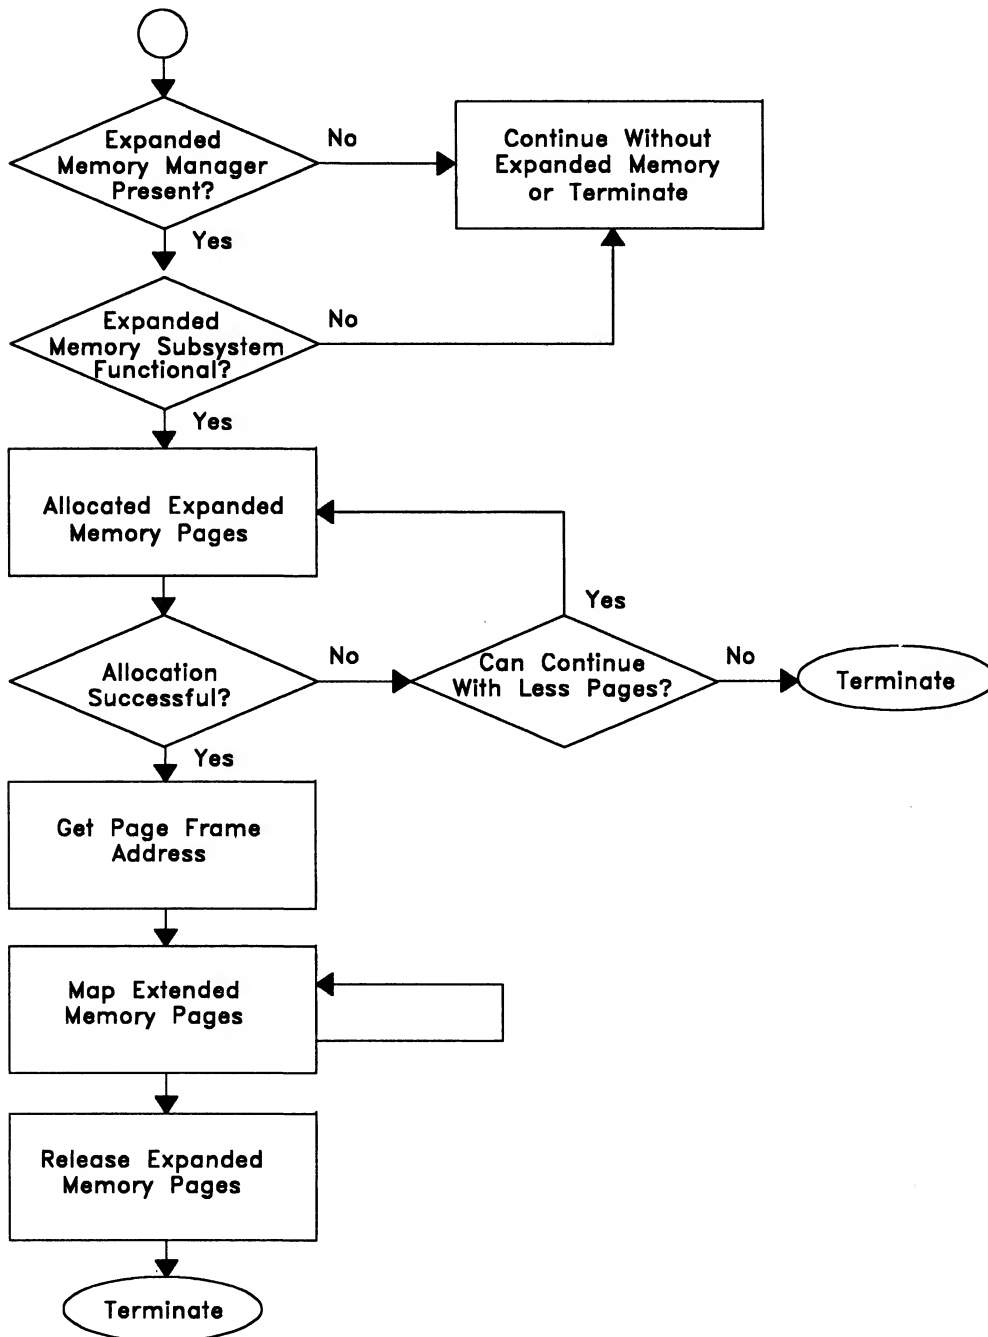 Expanded
Memory Manager
Present?
No
Continue Without
Expanded Memory
or Terminate
Yes
Expanded
Memory Subsystem
Functional?
No
Yes
Allocated Expanded
Memory Pages
Yes
Allocation
Successful?
No
Can Continue
With Less Pages?
No
Terminate
Yes
Get Page Frame
Address
Map Extended
Memory Pages
Release Expanded
Memory Pages
Terminate